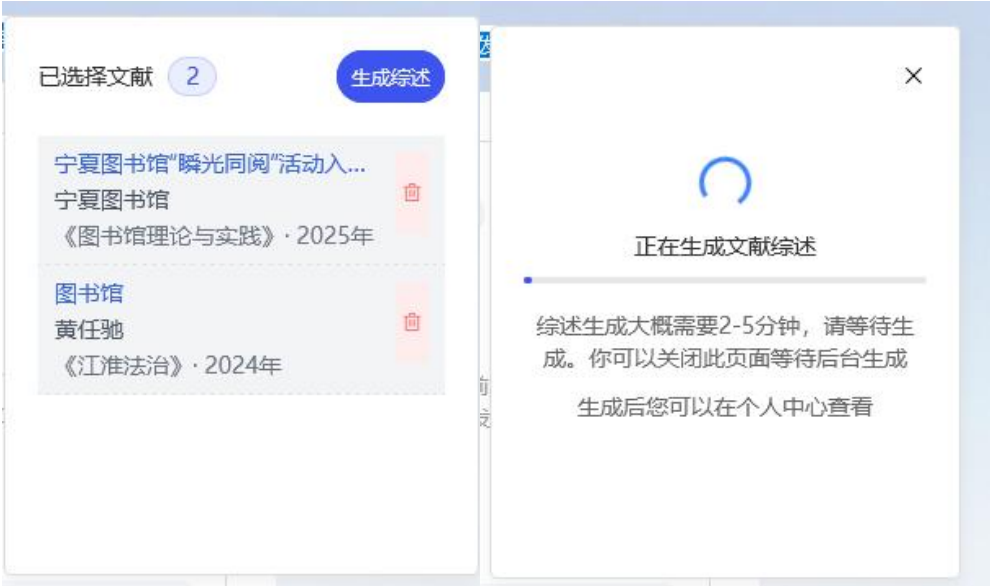 已选择文献 2 生成综述
宁夏图书馆“瞬光同阅”活动入...
宁夏图书馆
《图书馆理论与实践》· 2025年
图书馆
黄任驰
《江淮法治》· 2024年
正在生成文献综述
综述生成大概需要2-5分钟，请等待生
成。你可以关闭此页面等待后台生成
生成后您可以在个人中心查看